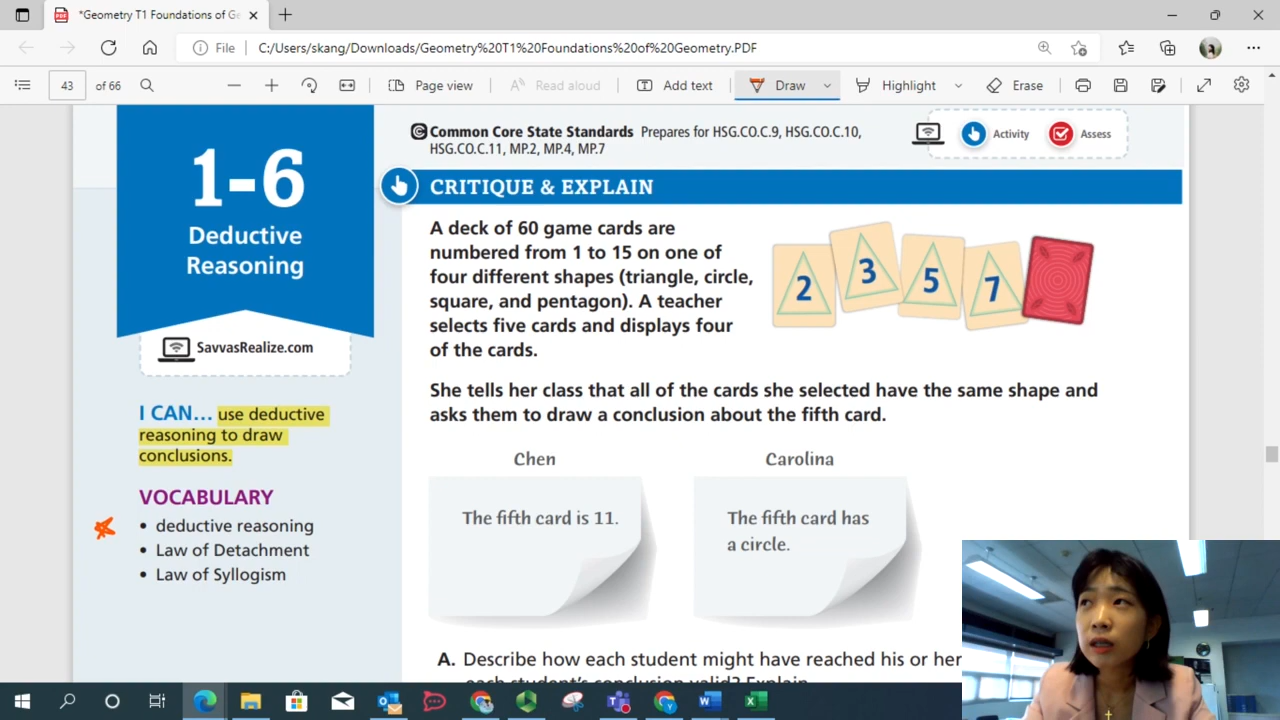 *Geometry T1 Foundations of Ge
File
C:/Users/skang/Downloads/Geometry%20T1%20Foundations%20of%20Geometry.PDF
43 of 66
Page view
Read aloud
Add text
Draw
Highlight
Erase
1-6
Deductive
Reasoning
SavvasRealize.com
I CAN... use deductive
reasoning to draw
conclusions.
VOCABULARY
• deductive reasoning
• Law of Detachment
• Law of Syllogism
Common Core State Standards Prepares for HSG.CO.C.9, HSG.CO.C.10,
HSG.CO.C.11, MP.2, MP.4, MP.7
Activity
Assess
CRITIQUE & EXPLAIN
A deck of 60 game cards are
numbered from 1 to 15 on one of
four different shapes (triangle, circle,
square, and pentagon). A teacher
selects five cards and displays four
of the cards.
2 3 5 7
She tells her class that all of the cards she selected have the same shape and
asks them to draw a conclusion about the fifth card.
Chen
The fifth card is 11.
Carolina
The fifth card has
a circle.
A. Describe how each student might have reached his or her
each student's conclusion valid? Explain